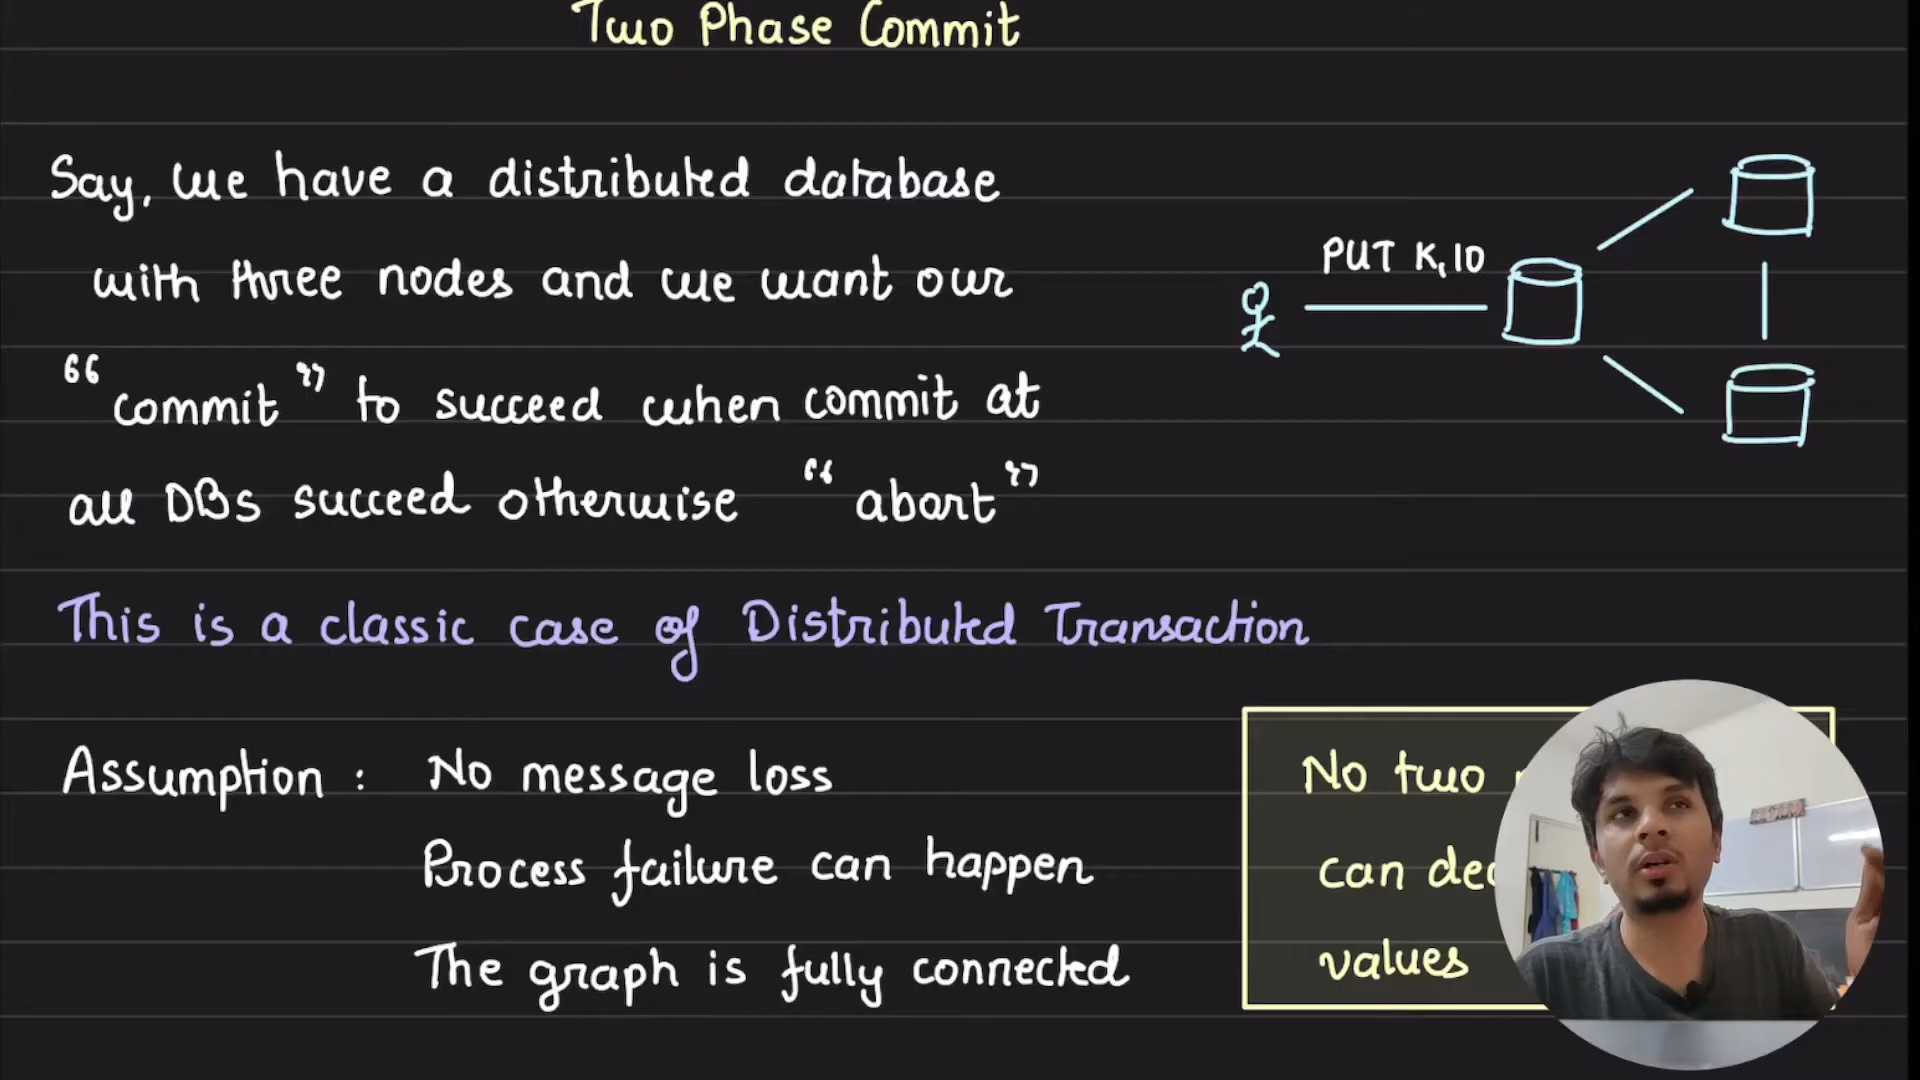 Two Phase Commit
Say, we have a distributed database
with three nodes and we want our
"commit" to succeed when commit at
all DBs succeed otherwise "abort"
PUT K,10
This is a classic case of Distributed Transaction
Assumption : No message loss
Process failure can happen
The graph is fully connected
No two
can
values